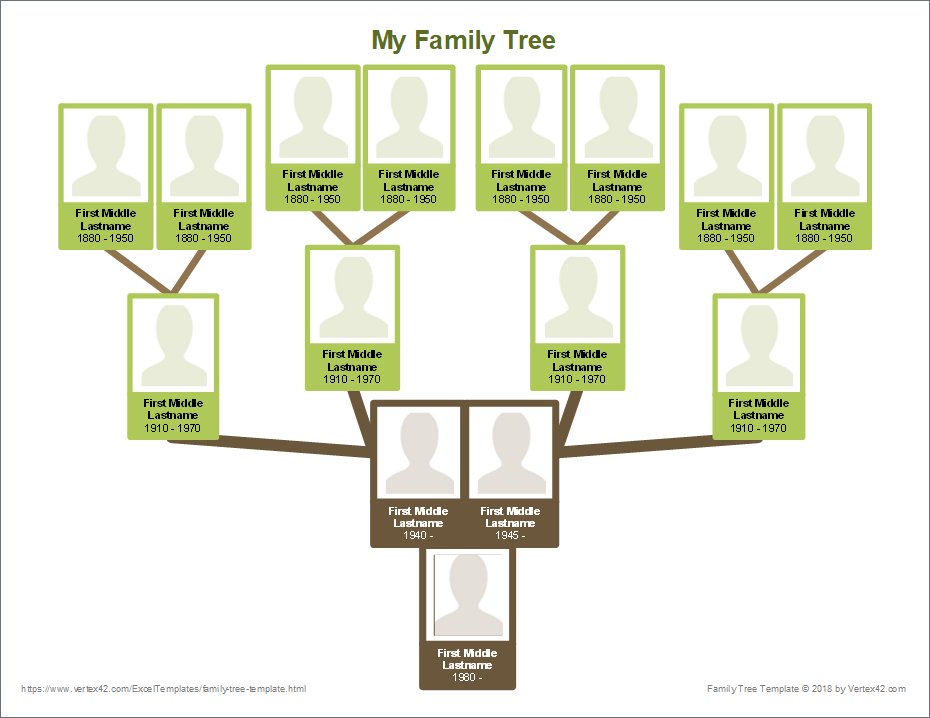 My Family Tree
First Middle
Lastname
1880 - 1950
First Middle
Lastname
1880 - 1950
First Middle
Lastname
1880 - 1950
First Middle
Lastname
1880 - 1950
First Middle
Lastname
1880 - 1950
First Middle
Lastname
1880 - 1950
First Middle
Lastname
1880 - 1950
First Middle
Lastname
1880 - 1950
First Middle
Lastname
1910 - 1970
First Middle
Lastname
1910 - 1970
First Middle
Lastname
1910 - 1970
First Middle
Lastname
1910 - 1970
First Middle
Lastname
1940 -
First Middle
Lastname
1945 -
First Middle
Lastname
1980 -
https://www.vertex42.com/ExcelTemplates/family-tree-template.html
Family Tree Template © 2018 by Vertex42.com